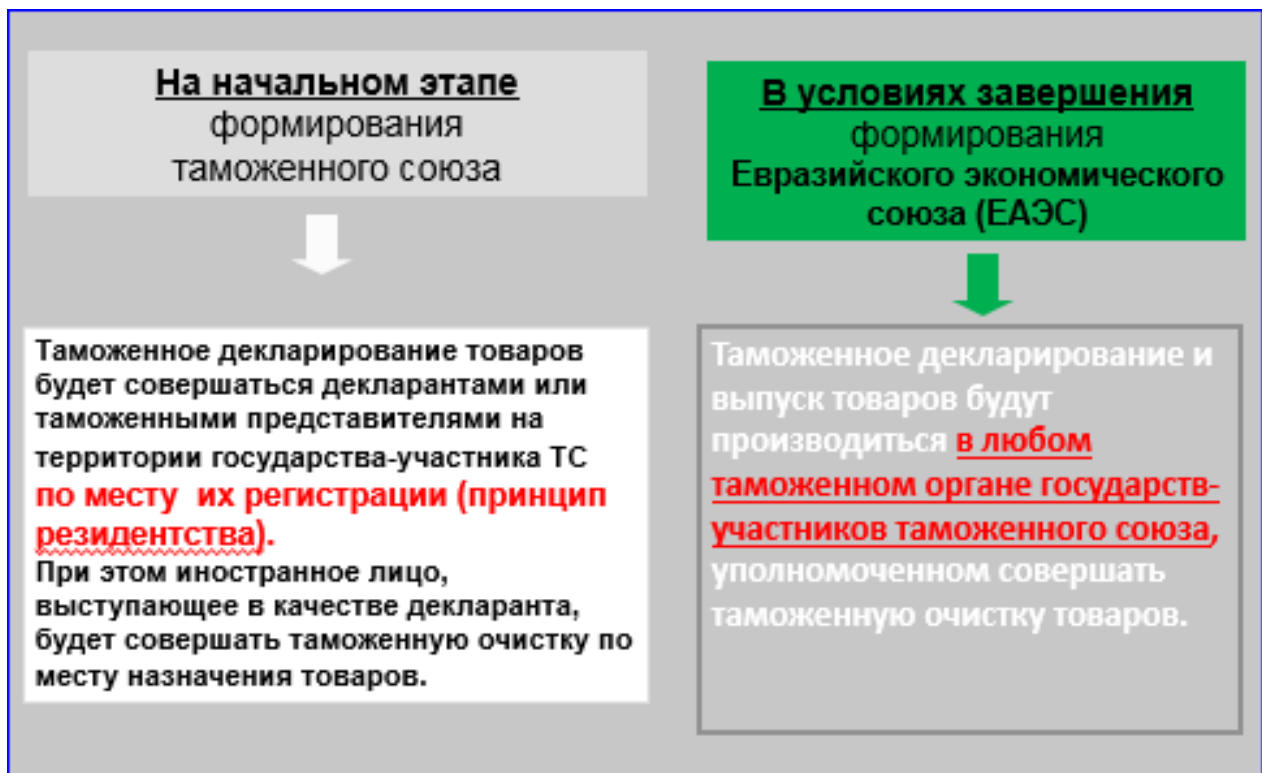 На начальном этапе
формирования
таможенного союза
Таможенное декларирование товаров
будет совершаться декларантами или
таможенными представителями на
территории государства-участника ТС
по месту их регистрации (принцип
резидентства).
При этом иностранное лицо,
выступающее в качестве декларанта,
будет совершать таможенную очистку по
месту назначения товаров.
В условиях завершения
формирования
Евразийского экономического
союза (ЕАЭС)
Таможенное декларирование и
выпуск товаров будут
производиться в любом
таможенном органе государств-
участников таможенного союза,
уполномоченном совершать
таможенную очистку товаров.